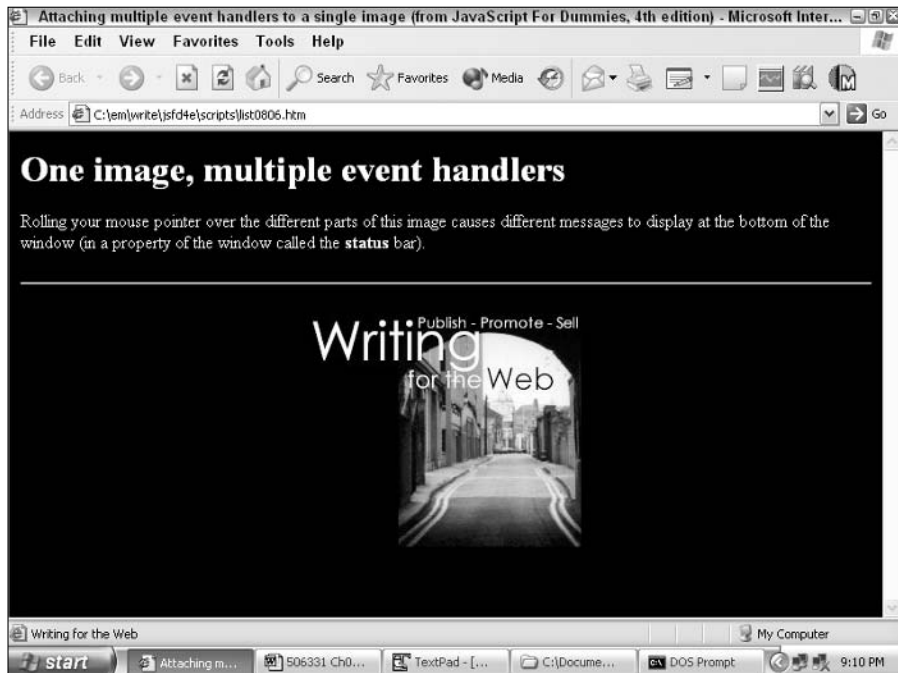 Attaching multiple event handlers to a single image (from JavaScript For Dummies, 4th edition) - Microsoft Inter...
File Edit View Favorites Tools Help
Back Search Favorites Media
Address C:\em\write\jsfd4e\scripts\list0806.htm Go
One image, multiple event handlers
Rolling your mouse pointer over the different parts of this image causes different messages to display at the bottom of the
window (in a property of the window called the status bar).
Publish - Promote - Sell
Writing
for the Web
Writing for the Web My Computer
start Attaching m... 506331 Ch0... TextPad - [... C:\Docume... DOS Prompt 9:10 PM